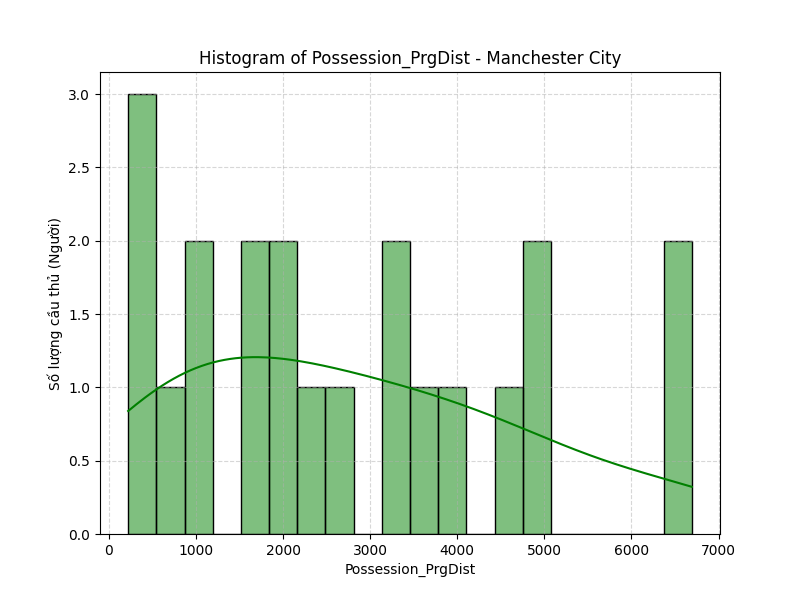 Histogram of Possession_PrgDist - Manchester City
Số lượng cầu thủ (Người)
3.0
2.5
2.0
1.5
1.0
0.5
0.0
0 1000 2000 3000 4000 5000 6000 7000
Possession_PrgDist